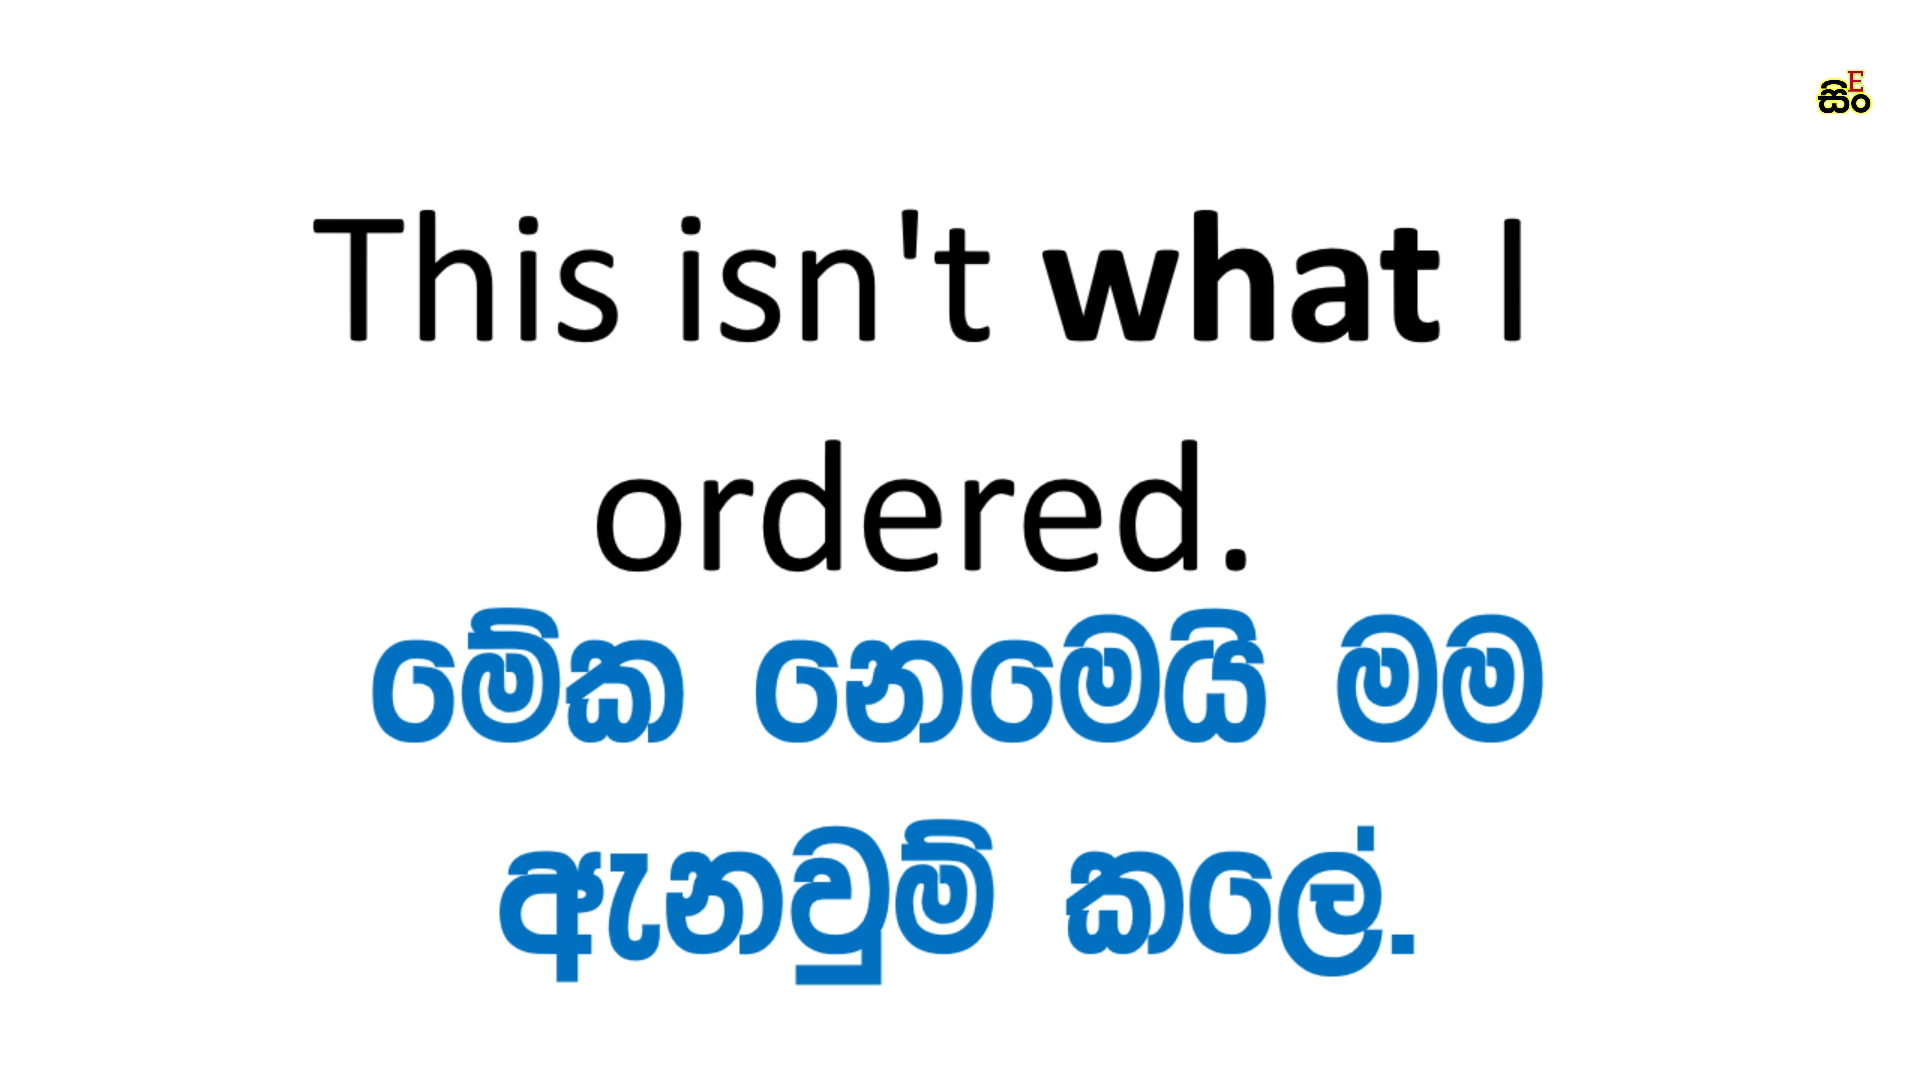 E
සිං
This isn't what I
ordered.
මේක නෙමෙයි මම
ඇනවුම් කලේ.